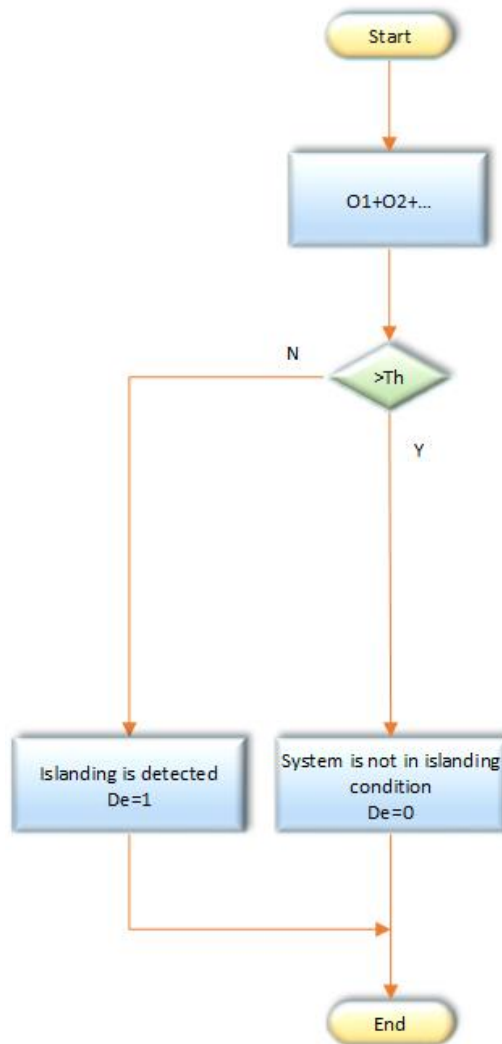 Start
O1+O2+...
N
>Th
Y
Islanding is detected
De=1
System is not in islanding
condition
De=0
End